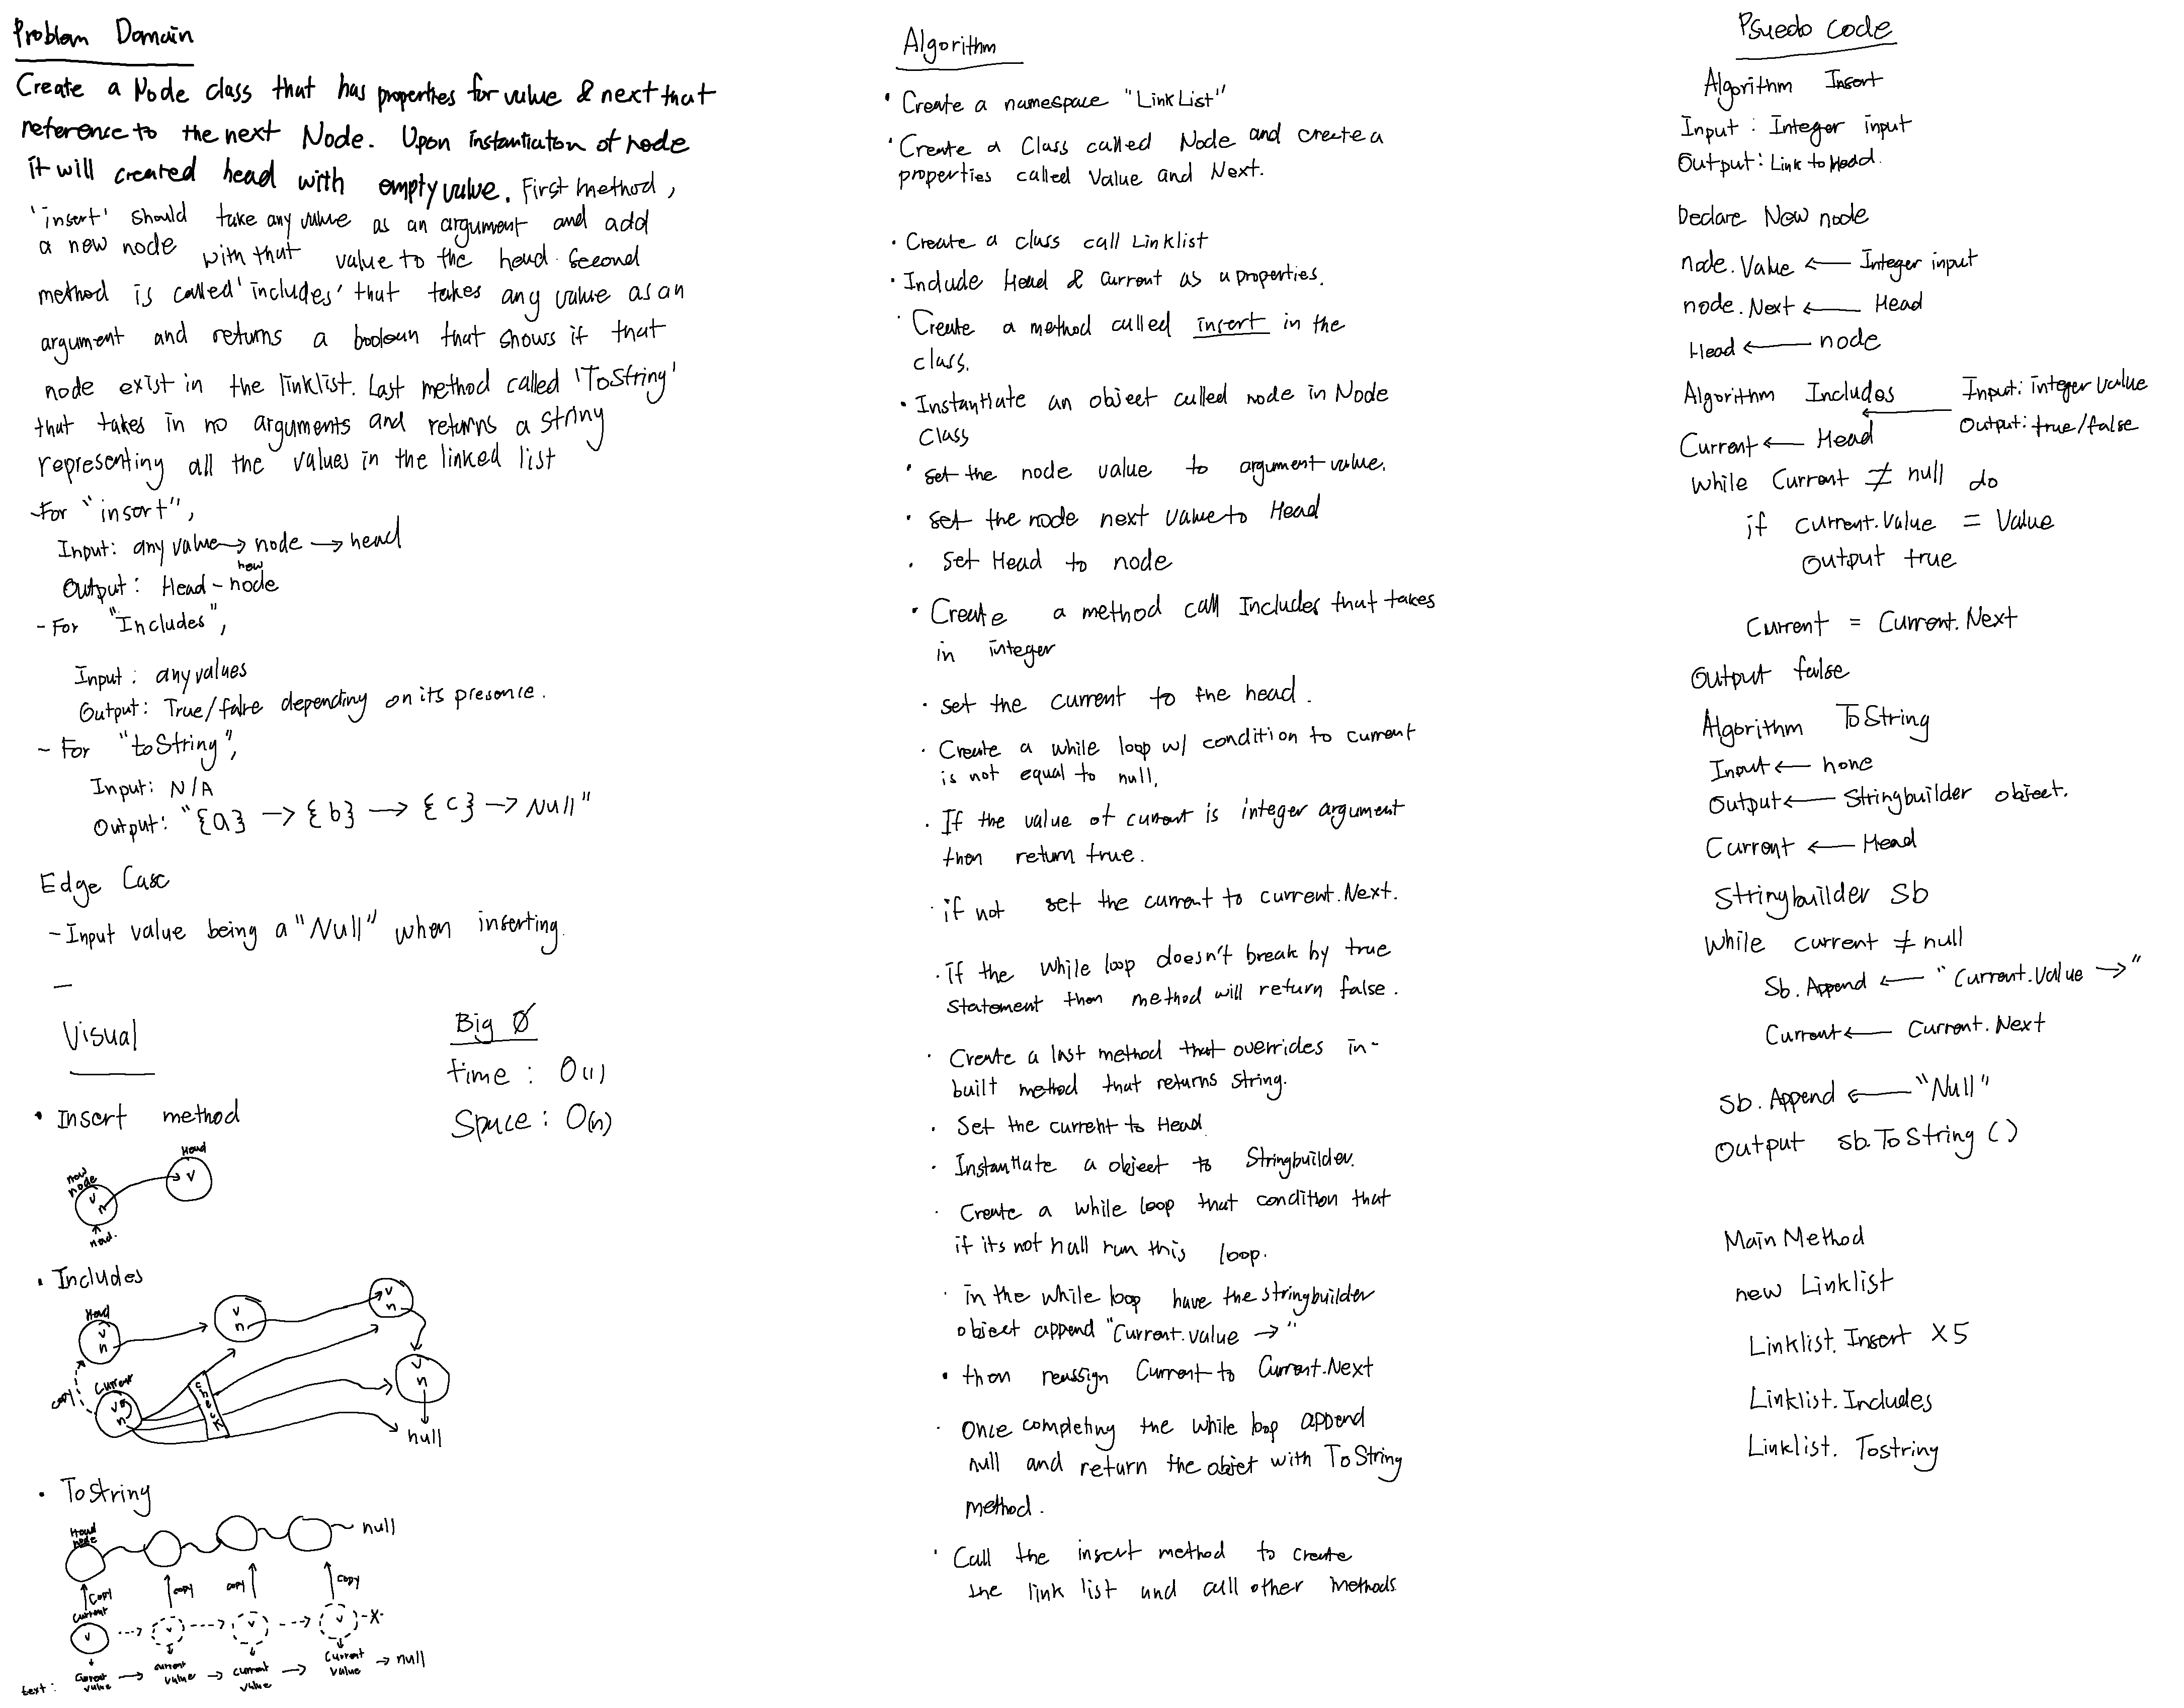 Problem Domain
Create a Node class that has properties for value & next that
reference to the next Node. Upon instantiation of node
it will created head with empty value. First method,
'insert' should take any value as an argument and add
a new node with that value to the head. Second
method is called 'includes' that takes any value as an
argument and returns a boolean that shows if that
node exist in the linklist. Last method called 'ToString'
that takes in no arguments and returns a string
representing all the values in the linked list
-For "insert",
Input: any value → node → head
new
Output: Head - node
- For "Includes",
Input: any values
Output: True/false depending on its presence.
- For "toString",
Input: N/A
Output: "{a} → {b} → {c} → Null"
Edge Case
- Input value being a "Null" when inserting.
-
Visual
• Insert method
Head
new node
v
v
n
head.
• Includes
Head
v
n
v
n
v
n
v
n
copy
Current
v
n
check
null
• ToString
Head node
null
copy
copy
copy
copy
current
v
v
v
v
-x-
text: current value → current value → current value → current value → null
Big O
time: O(1)
Space: O(n)
Algorithm
• Create a namespace "LinkList"
• Create a Class called Node and create a
properties called Value and Next.
• Create a class call Linklist
• Include Head & Current as a properties.
• Create a method called insert in the
class.
• Instantiate an object called node in Node
Class
• Set the node value to argument value.
• Set the node next value to Head
• Set Head to node
• Create a method call Includes that takes
in integer
• Set the current to the head.
• Create a while loop w/ condition to current
is not equal to null.
• If the value of current is integer argument
then return true.
• if not set the current to current.Next.
• if the while loop doesn't break by true
statement then method will return false.
• Create a last method that overrides in-
built method that returns string.
• Set the current to Head
• Instantiate a object to Stringbuilder.
• Create a while loop that condition that
if its not null run this loop.
• in the while loop have the stringbuilder
object append "Current.value →"
• then reassign Current to Current.Next
• Once completing the while loop append
null and return the objet with ToString
method.
• Call the insert method to create
the link list and call other methods
Psuedo Code
Algorithm Insert
Input: Integer input
Output: Link to Head.
Declare New node
node.Value ← Integer input
node.Next ← Head
Head ← node
Algorithm Includes
Input: integer value
Output: true/false
Current ← Head
While Current ≠ null do
if current.Value = Value
Output true
Current = Current.Next
Output false
Algorithm ToString
Input ← none
Output ← Stringbuilder object.
Current ← Head
Stringbuilder Sb
While current ≠ null
Sb.Append ← "Current.Value →"
Current ← Current.Next
Sb.Append ← "Null"
Output Sb.ToString()
Main Method
new Linklist
Linklist.Insert X5
Linklist.Includes
Linklist.Tostring